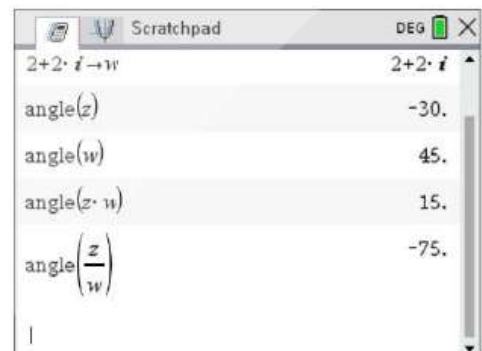 Scratchpad DEG
2+2· i→w 2+2· i
angle(z) -30.
angle(w) 45.
angle(z· w) 15.
angle(z/w) -75.